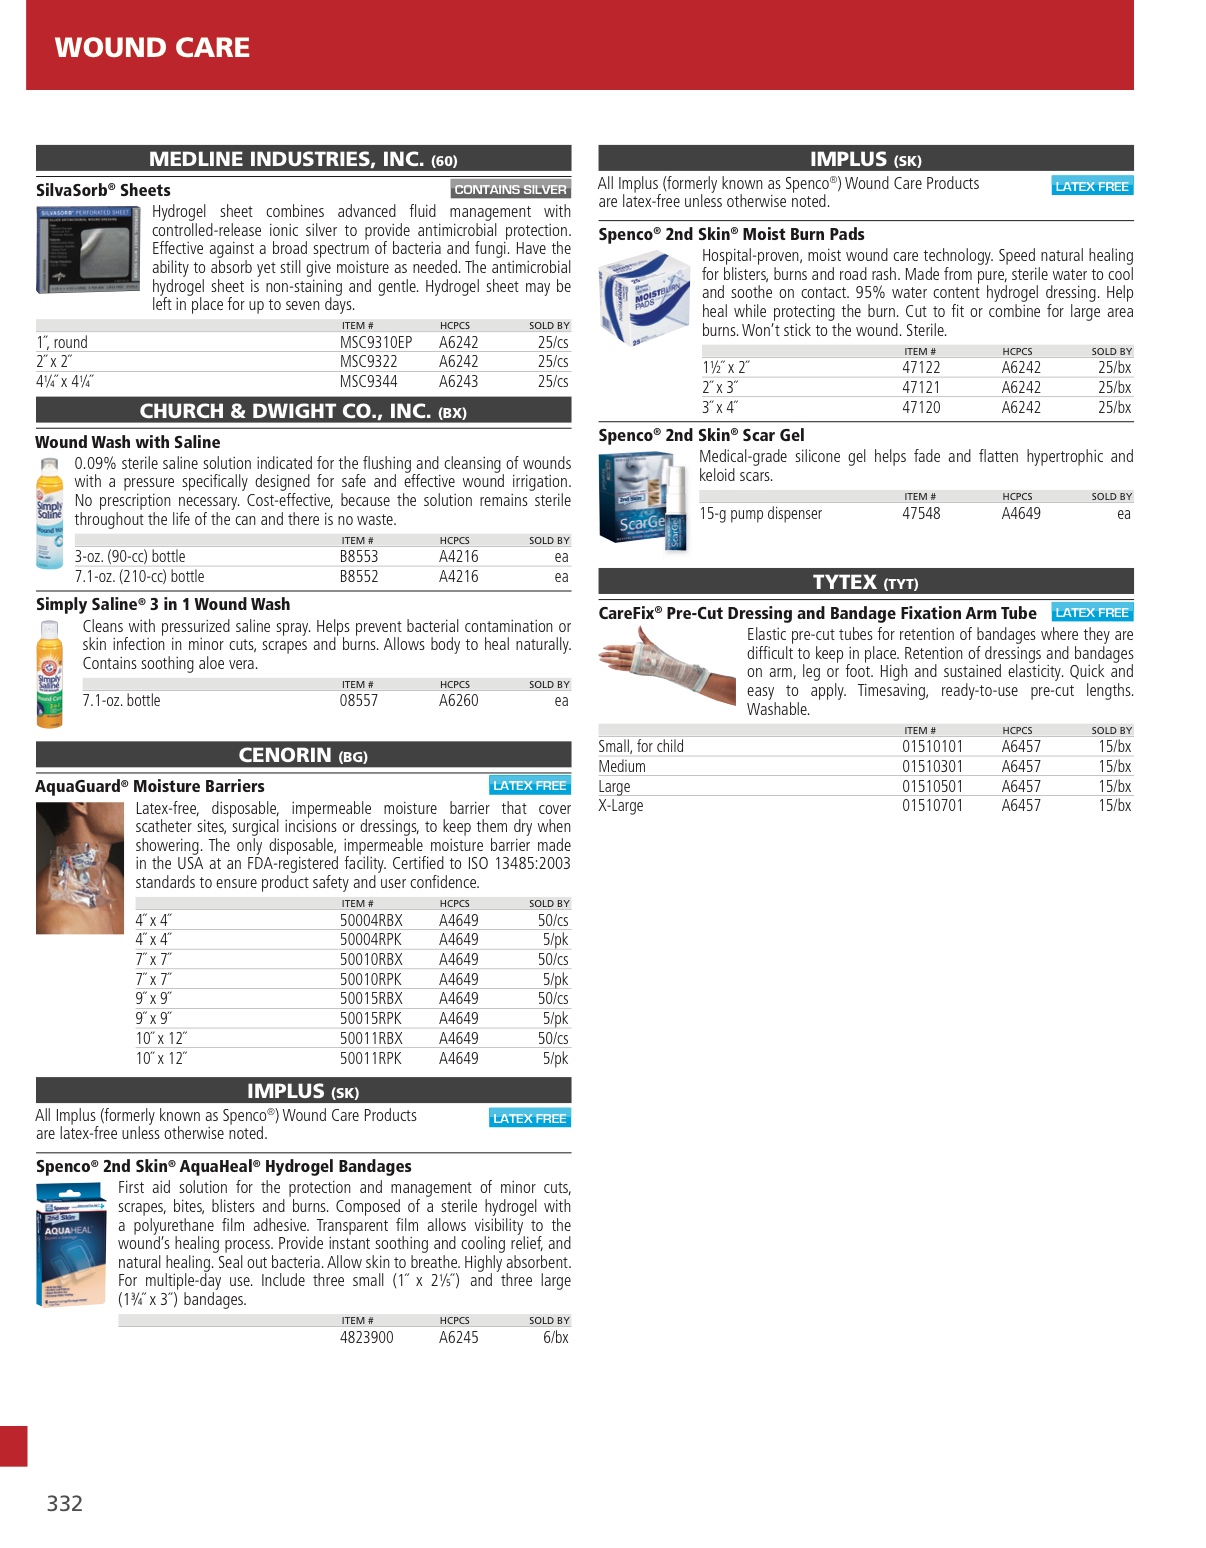 WOUND CARE
MEDLINE INDUSTRIES, INC. (60)
SilvaSorb® Sheets
CONTAINS SILVER
SILVASORB® PERFORATED SHEET
Hydrogel sheet combines advanced fluid management with
controlled-release ionic silver to provide antimicrobial protection.
Effective against a broad spectrum of bacteria and fungi. Have the
ability to absorb yet still give moisture as needed. The antimicrobial
hydrogel sheet is non-staining and gentle. Hydrogel sheet may be
left in place for up to seven days.
ITEM # HCPCS SOLD BY
1˝, round MSC9310EP A6242 25/cs
2˝ x 2˝ MSC9322 A6242 25/cs
4¼˝ x 4¼˝ MSC9344 A6243 25/cs
CHURCH & DWIGHT CO., INC. (BX)
Wound Wash with Saline
Simply
Saline
0.09% sterile saline solution indicated for the flushing and cleansing of wounds
with a pressure specifically designed for safe and effective wound irrigation.
No prescription necessary. Cost-effective, because the solution remains sterile
throughout the life of the can and there is no waste.
ITEM # HCPCS SOLD BY
3-oz. (90-cc) bottle B8553 A4216 ea
7.1-oz. (210-cc) bottle B8552 A4216 ea
Simply Saline® 3 in 1 Wound Wash
Simply
Saline
Cleans with pressurized saline spray. Helps prevent bacterial contamination or
skin infection in minor cuts, scrapes and burns. Allows body to heal naturally.
Contains soothing aloe vera.
ITEM # HCPCS SOLD BY
7.1-oz. bottle 08557 A6260 ea
CENORIN (BG)
AquaGuard® Moisture Barriers
LATEX FREE
Latex-free, disposable, impermeable moisture barrier that cover
scatheter sites, surgical incisions or dressings, to keep them dry when
showering. The only disposable, impermeable moisture barrier made
in the USA at an FDA-registered facility. Certified to ISO 13485:2003
standards to ensure product safety and user confidence.
ITEM # HCPCS SOLD BY
4˝ x 4˝ 50004RBX A4649 50/cs
4˝ x 4˝ 50004RPK A4649 5/pk
7˝ x 7˝ 50010RBX A4649 50/cs
7˝ x 7˝ 50010RPK A4649 5/pk
9˝ x 9˝ 50015RBX A4649 50/cs
9˝ x 9˝ 50015RPK A4649 5/pk
10˝ x 12˝ 50011RBX A4649 50/cs
10˝ x 12˝ 50011RPK A4649 5/pk
IMPLUS (SK)
All Implus (formerly known as Spenco®) Wound Care Products
are latex-free unless otherwise noted.
LATEX FREE
Spenco® 2nd Skin® AquaHeal® Hydrogel Bandages
Spenco
2nd Skin
AQUAHEAL
First aid solution for the protection and management of minor cuts,
scrapes, bites, blisters and burns. Composed of a sterile hydrogel with
a polyurethane film adhesive. Transparent film allows visibility to the
wound’s healing process. Provide instant soothing and cooling relief, and
natural healing. Seal out bacteria. Allow skin to breathe. Highly absorbent.
For multiple-day use. Include three small (1˝ x 2⅕˝) and three large
(1¾˝ x 3˝) bandages.
ITEM # HCPCS SOLD BY
4823900 A6245 6/bx
IMPLUS (SK)
All Implus (formerly known as Spenco®) Wound Care Products
are latex-free unless otherwise noted.
LATEX FREE
Spenco® 2nd Skin® Moist Burn Pads
MOIST BURN
PADS
25
Hospital-proven, moist wound care technology. Speed natural healing
for blisters, burns and road rash. Made from pure, sterile water to cool
and soothe on contact. 95% water content hydrogel dressing. Help
heal while protecting the burn. Cut to fit or combine for large area
burns. Won’t stick to the wound. Sterile.
ITEM # HCPCS SOLD BY
1½˝ x 2˝ 47122 A6242 25/bx
2˝ x 3˝ 47121 A6242 25/bx
3˝ x 4˝ 47120 A6242 25/bx
Spenco® 2nd Skin® Scar Gel
2nd Skin
ScarGel
ScarGel
Medical-grade silicone gel helps fade and flatten hypertrophic and
keloid scars.
ITEM # HCPCS SOLD BY
15-g pump dispenser 47548 A4649 ea
TYTEX (TYT)
CareFix® Pre-Cut Dressing and Bandage Fixation Arm Tube
LATEX FREE
Elastic pre-cut tubes for retention of bandages where they are
difficult to keep in place. Retention of dressings and bandages
on arm, leg or foot. High and sustained elasticity. Quick and
easy to apply. Timesaving, ready-to-use pre-cut lengths.
Washable.
ITEM # HCPCS SOLD BY
Small, for child 01510101 A6457 15/bx
Medium 01510301 A6457 15/bx
Large 01510501 A6457 15/bx
X-Large 01510701 A6457 15/bx
332